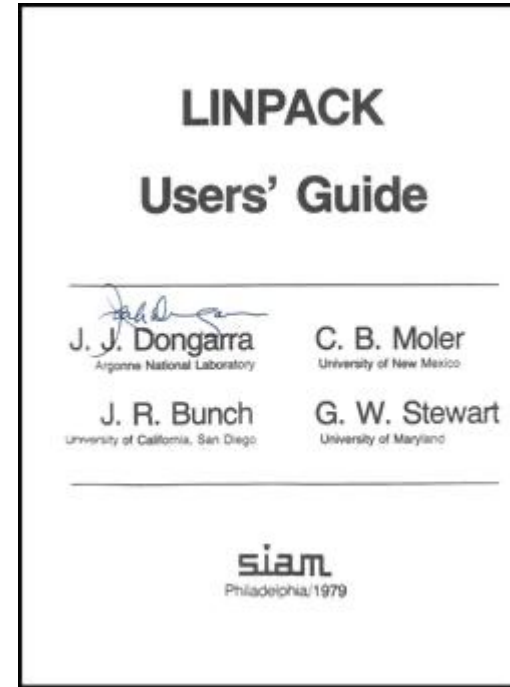 LINPACK
Users' Guide
J. J. Dongarra
Argonne National Laboratory
C. B. Moler
University of New Mexico
J. R. Bunch
University of California, San Diego
G. W. Stewart
University of Maryland
siam
Philadelphia/1979